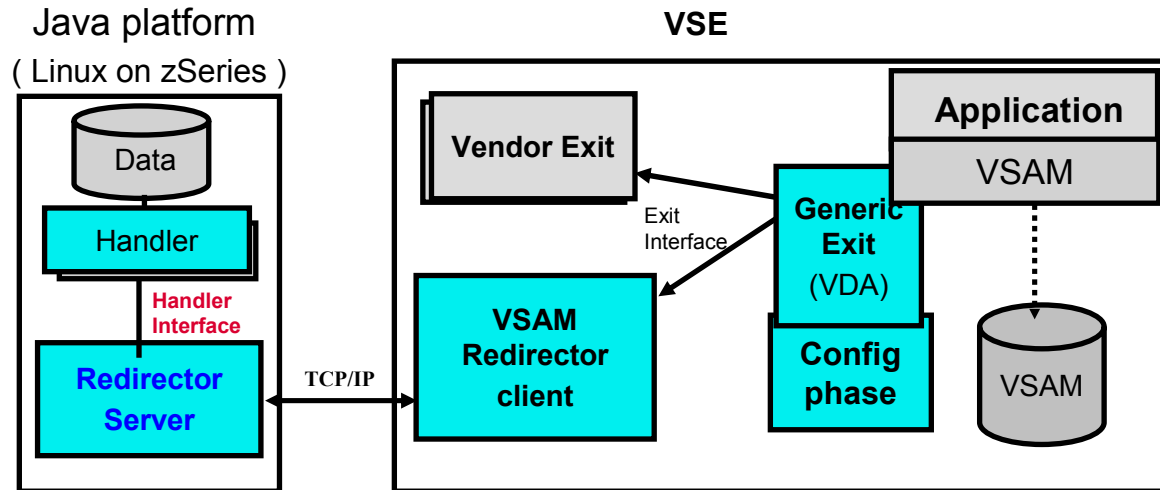 Java platform
( Linux on zSeries )
Data
Handler
Handler
Interface
Redirector
Server
TCP/IP
VSE
Vendor Exit
Exit
Interface
VSAM
Redirector
client
Generic
Exit
(VDA)
Config
phase
Application
VSAM
VSAM